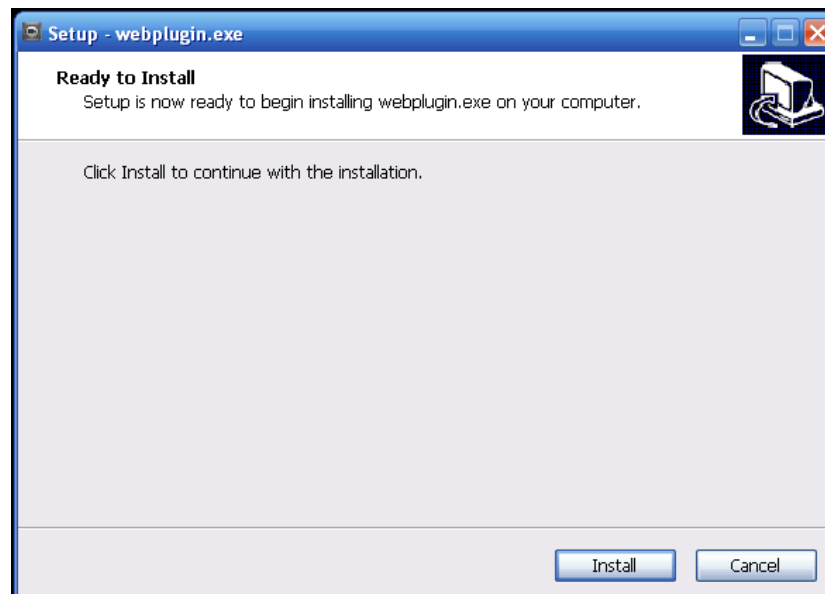 Setup - webplugin.exe
Ready to Install
Setup is now ready to begin installing webplugin.exe on your computer.
Click Install to continue with the installation.
Install
Cancel